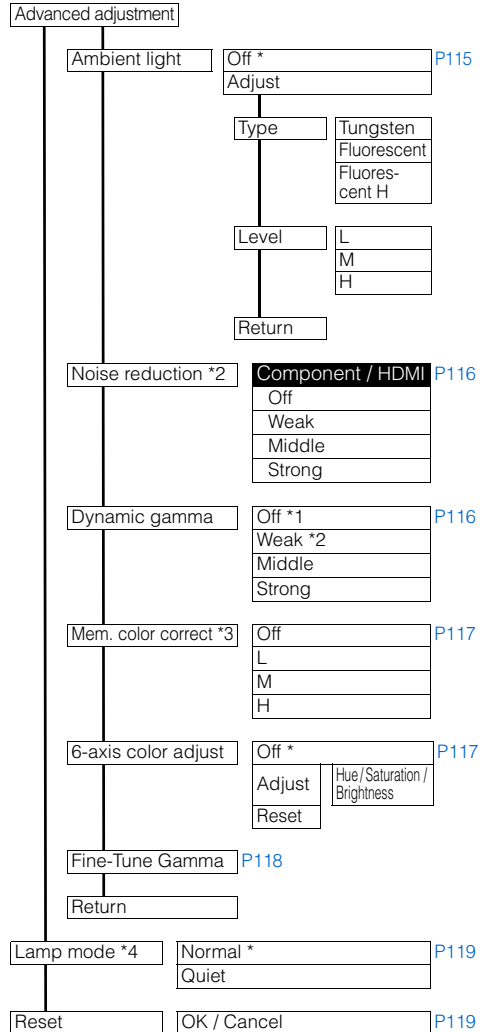 Advanced adjustment
Ambient light Off * P115
Adjust
Type Tungsten
Fluorescent
Fluores-
cent H
Level L
M
H
Return
Noise reduction *2 Component / HDMI P116
Off
Weak
Middle
Strong
Dynamic gamma Off *1 P116
Weak *2
Middle
Strong
Mem. color correct *3 Off P117
L
M
H
6-axis color adjust Off * P117
Adjust Hue / Saturation /
Brightness
Reset
Fine-Tune Gamma P118
Return
Lamp mode *4 Normal * P119
Quiet
Reset OK / Cancel P119